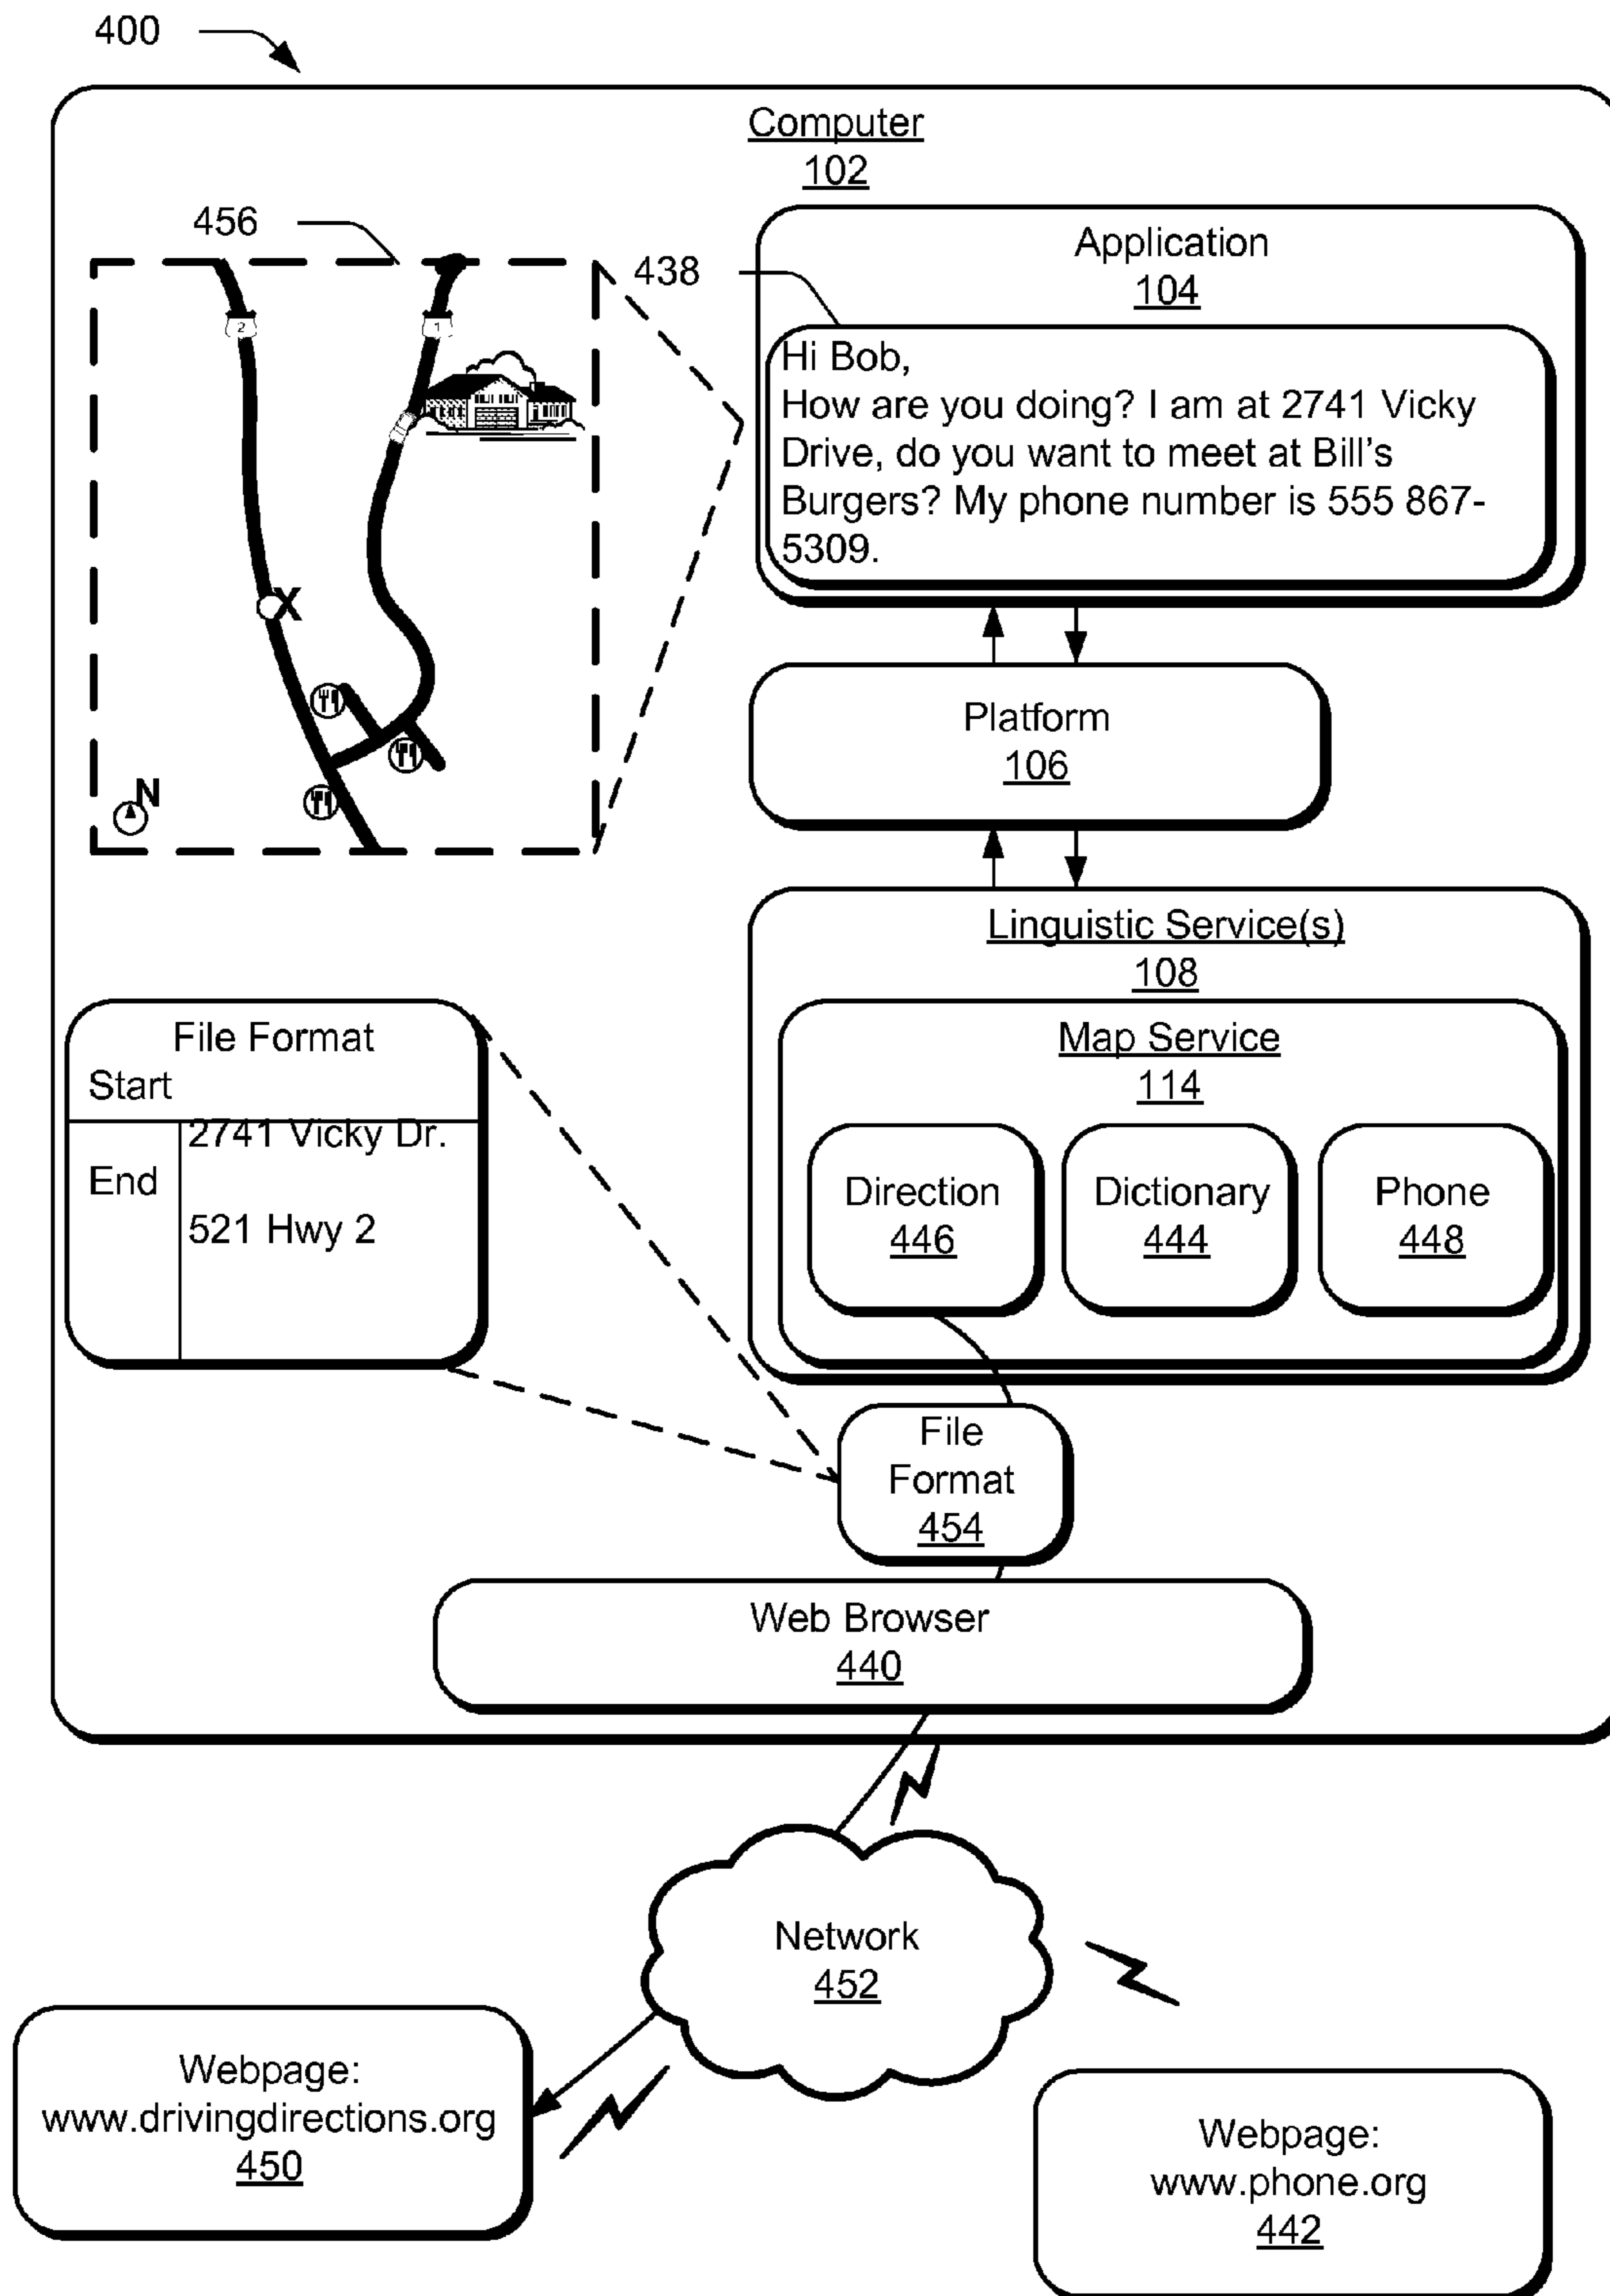 400
Computer
102
456
438
Application
104
2
1
Hi Bob,
How are you doing? I am at 2741 Vicky
Drive, do you want to meet at Bill's
Burgers? My phone number is 555 867-
5309.
X
N
Platform
106
Linguistic Service(s)
108
Map Service
114
Direction
446
Dictionary
444
Phone
448
File Format
Start
2741 Vicky Dr.
End
521 Hwy 2
File
Format
454
Web Browser
440
Network
452
Webpage:
www.drivingdirections.org
450
Webpage:
www.phone.org
442